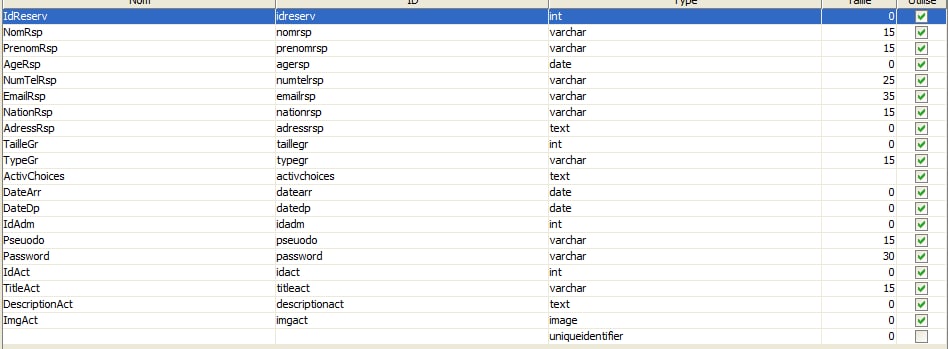 Nom ID Type Taille Utilisé
IdReserv idreserv int 0
NomRsp nomrsp varchar 15
PrenomRsp prenomrsp varchar 15
AgeRsp agersp date 0
NumTelRsp numtelrsp varchar 25
EmailRsp emailrsp varchar 35
NationRsp nationrsp varchar 15
AdressRsp adressrsp text 0
TailleGr taillegr int 0
TypeGr typegr varchar 15
ActivChoices activchoices text
DateArr datearr date 0
DateDp datedp date 0
IdAdm idadm int 0
Pseuodo pseuodo varchar 15
Password password varchar 30
IdAct idact int 0
TitleAct titleact varchar 15
DescriptionAct descriptionact text 0
ImgAct imgact image 0
uniqueidentifier 0